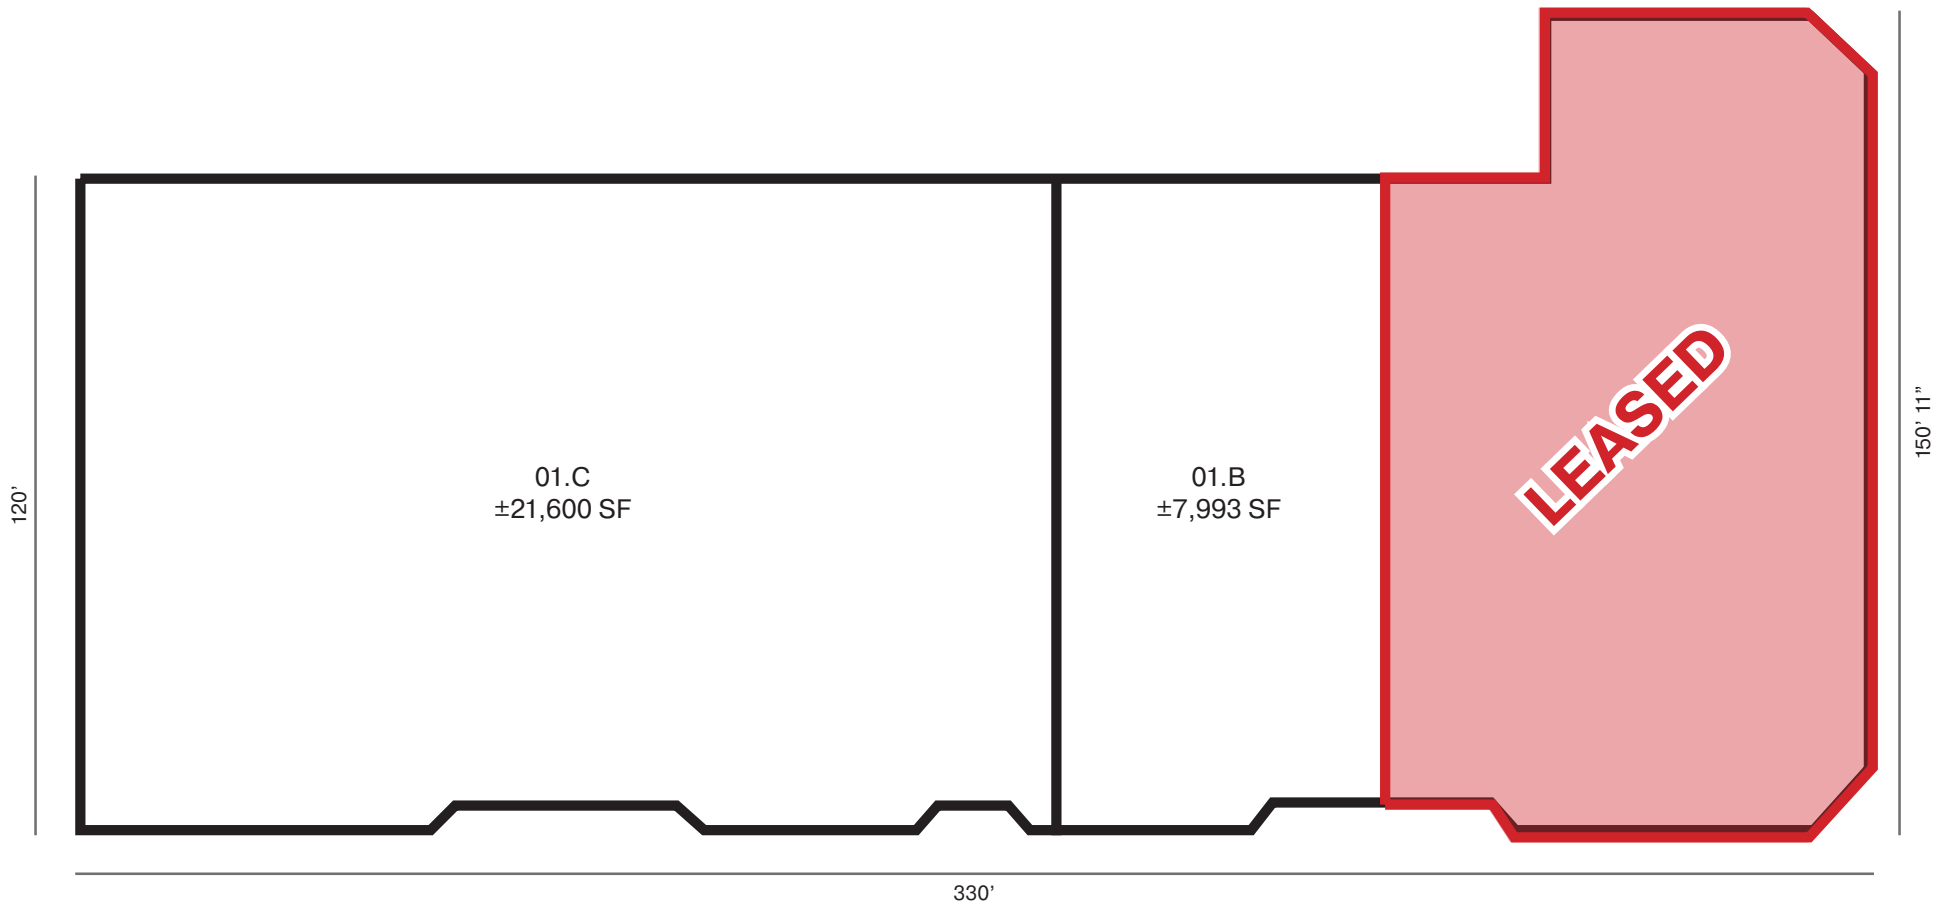 120’
01.C
±21,600 SF
01.B
±7,993 SF
LEASED
150’ 11”
330’